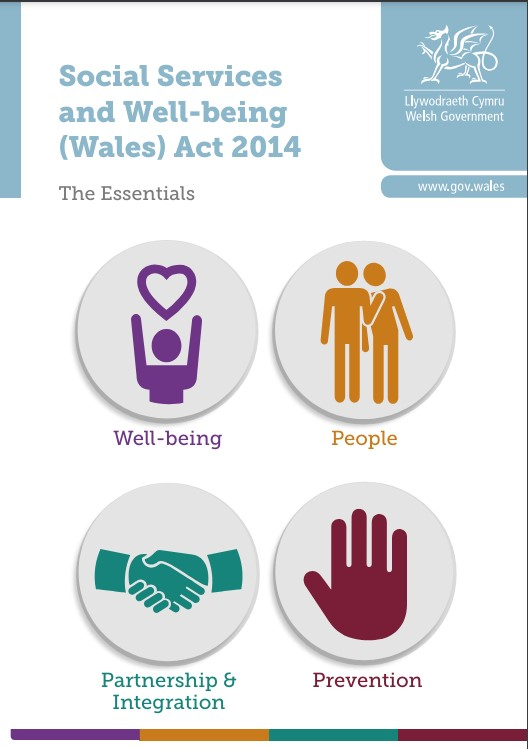 Social Services
and Well-being
(Wales) Act 2014
The Essentials
Llywodraeth Cymru
Welsh Government
www.gov.wales
Well-being
People
Partnership &
Integration
Prevention